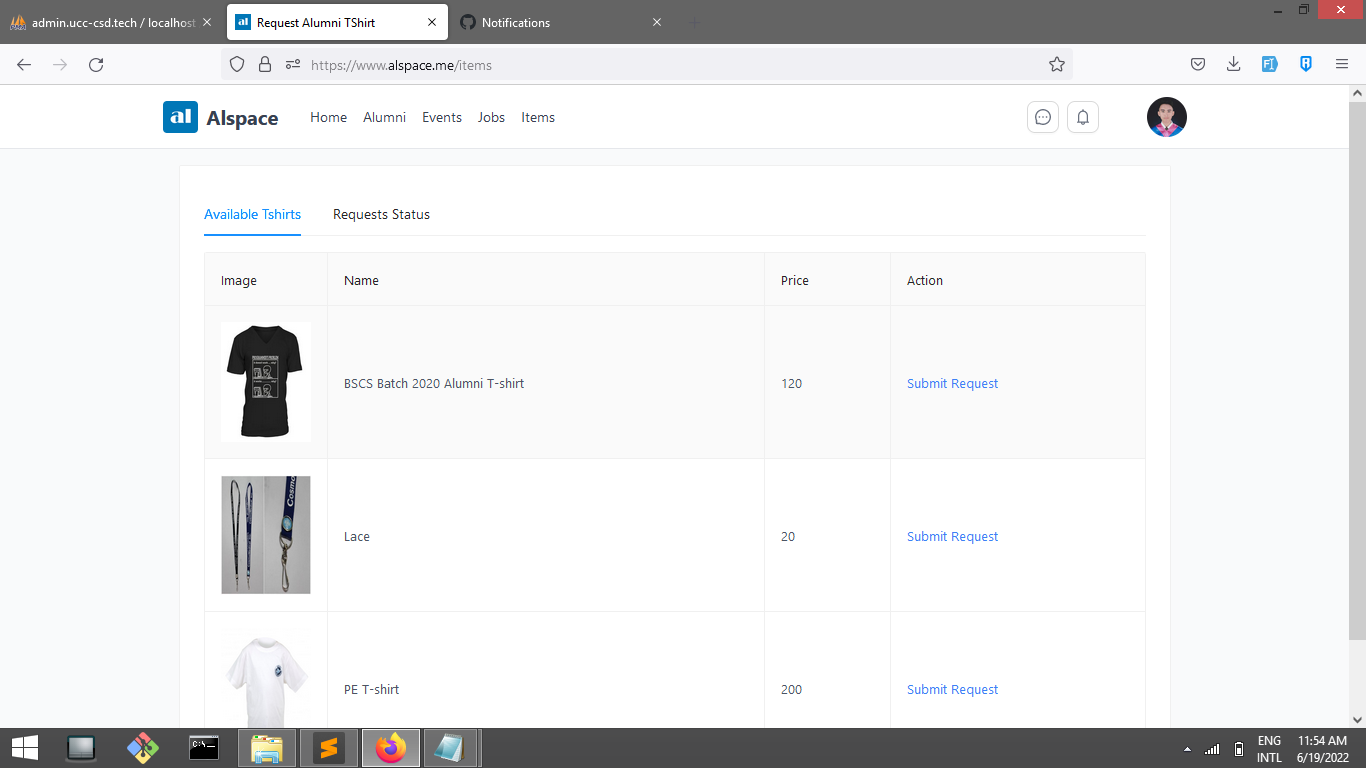 admin.ucc-csd.tech / localhost
Request Alumni TShirt
Notifications
https://www.alspace.me/items
al Alspace Home Alumni Events Jobs Items
Available Tshirts Requests Status
Image Name Price Action
BSCS Batch 2020 Alumni T-shirt 120 Submit Request
Cosmo
Lace 20 Submit Request
PE T-shirt 200 Submit Request
ENG 11:54 AM
INTL 6/19/2022